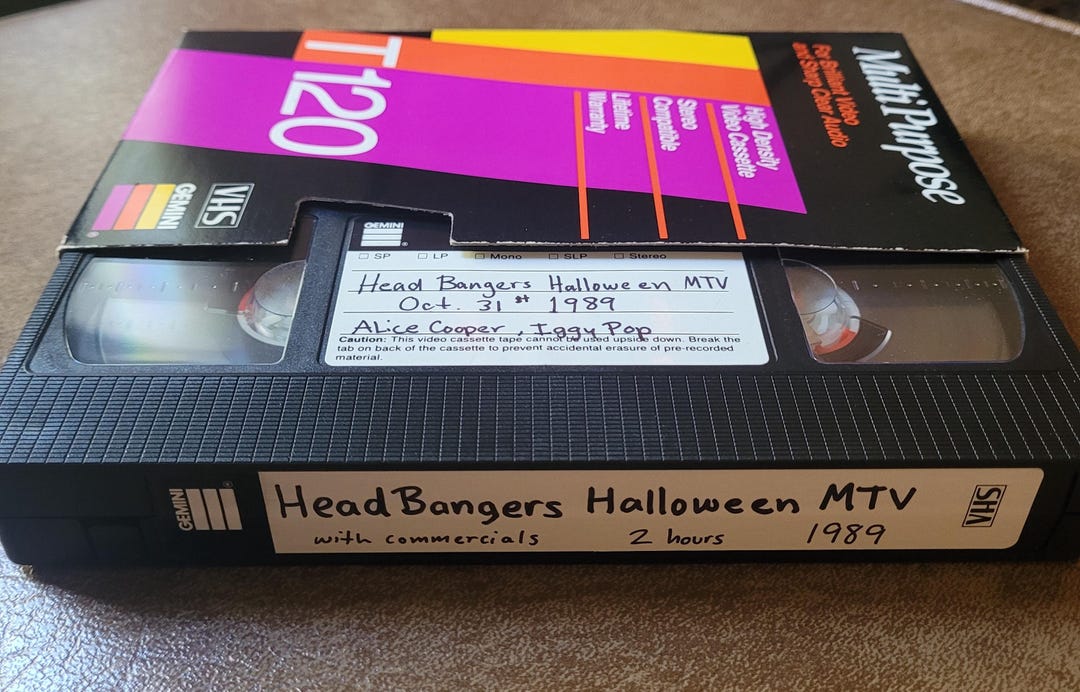 Multi Purpose
For Brilliant Video
and Sharp Clear Audio
High Density
Video Cassette
Stereo
Compatible
Lifetime
Warranty
T 120
VHS
GEMINI
GEMINI
SP LP Mono SLP Stereo
Head Bangers Halloween MTV
Oct. 31st 1989
Alice Cooper, Iggy Pop
Caution: This video cassette tape cannot be used upside down. Break the
tab on back of the cassette to prevent accidental erasure of pre-recorded
material.
GEMINI
Head Bangers Halloween MTV
with commercials 2 hours 1989
VHS